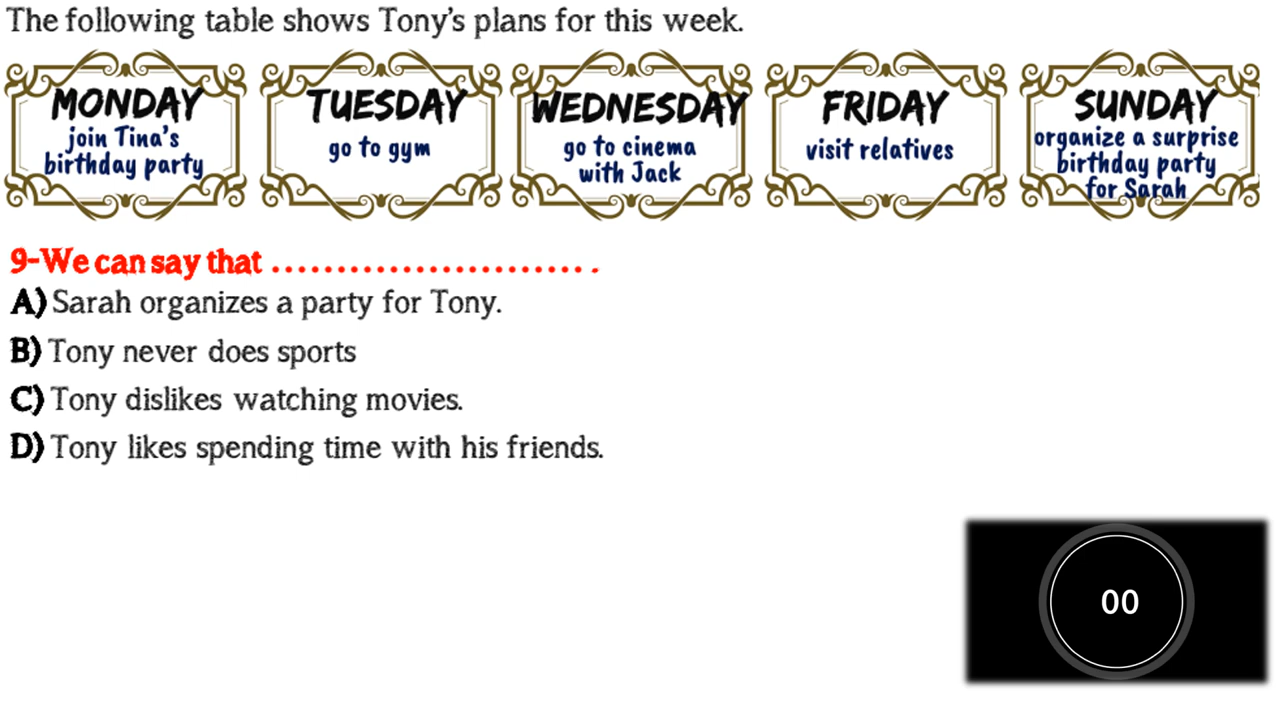 The following table shows Tony's plans for this week.
MONDAY
join Tina's
birthday party
TUESDAY
go to gym
WEDNESDAY
go to cinema
with Jack
FRIDAY
visit relatives
SUNDAY
organize a surprise
birthday party
for Sarah
9-We can say that ......................... .
A) Sarah organizes a party for Tony.
B) Tony never does sports
C) Tony dislikes watching movies.
D) Tony likes spending time with his friends.
00